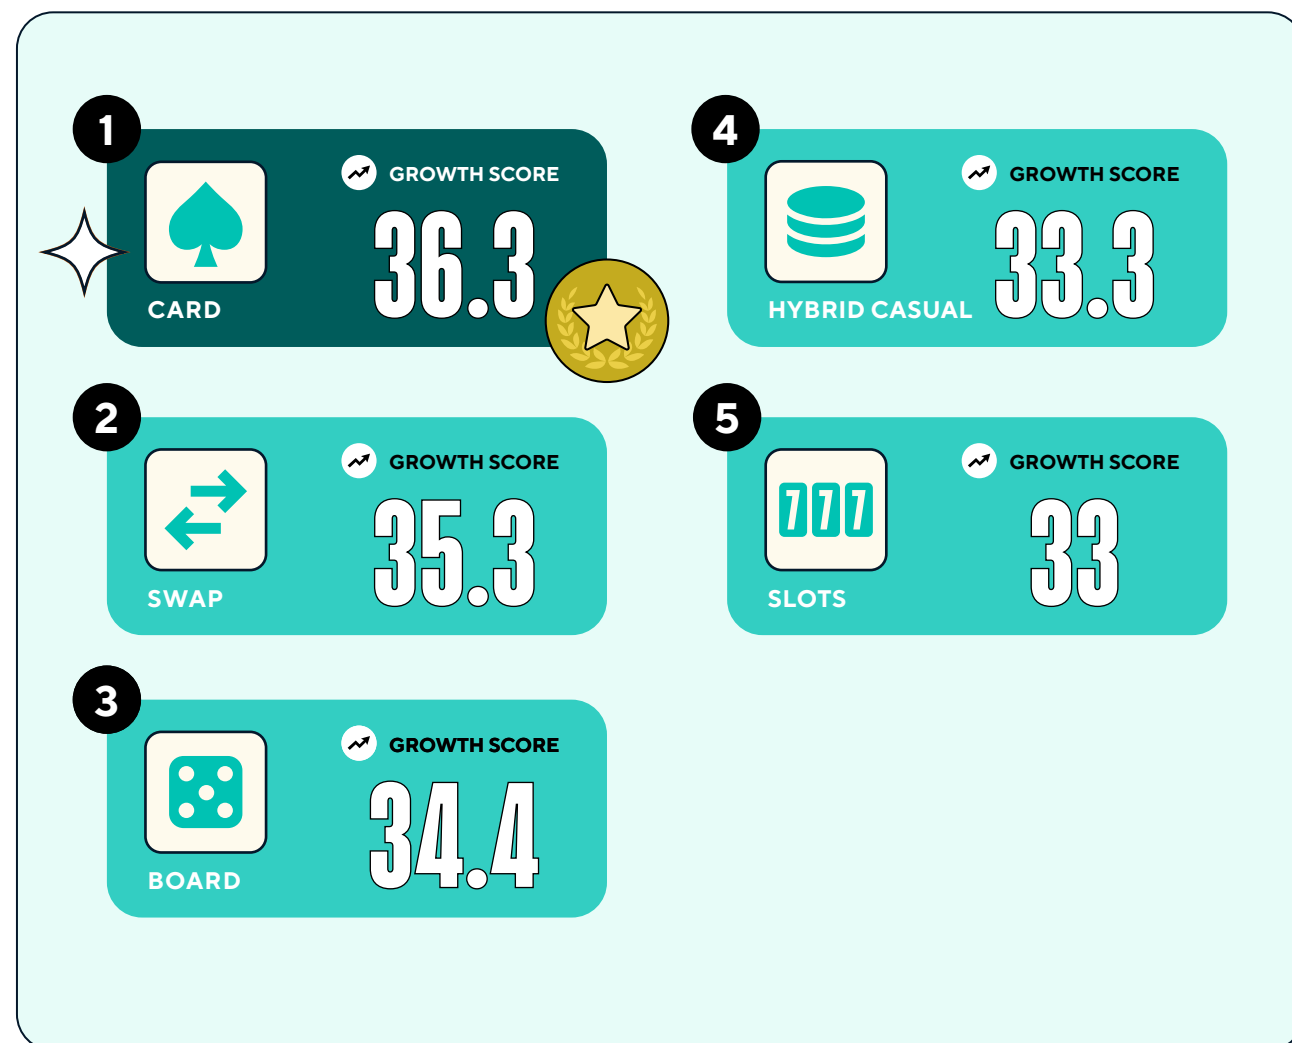 1
GROWTH SCORE
36.3
CARD
2
GROWTH SCORE
35.3
SWAP
3
GROWTH SCORE
34.4
BOARD
4
GROWTH SCORE
33.3
HYBRID CASUAL
5
GROWTH SCORE
777
33
SLOTS